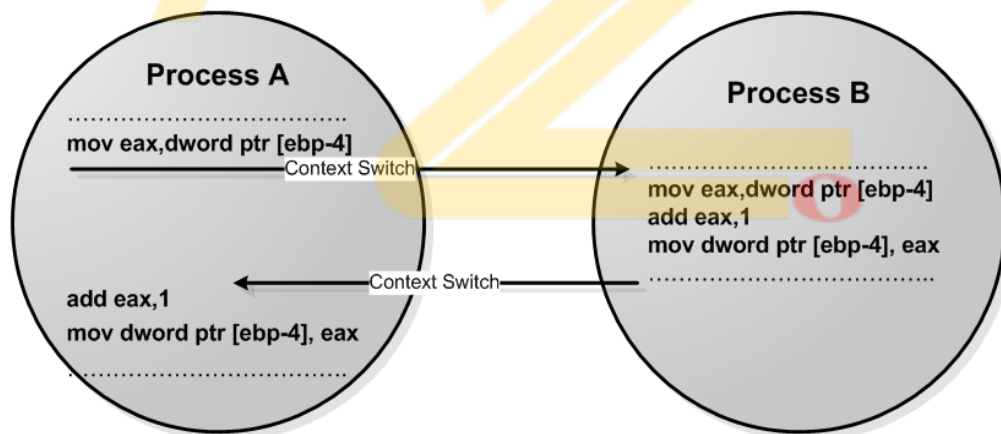 Process A
........................................
mov eax,dword ptr [ebp-4]
Context Switch
add eax,1
mov dword ptr [ebp-4], eax
........................................
Process B
........................................
mov eax,dword ptr [ebp-4]
add eax,1
mov dword ptr [ebp-4], eax
........................................
Context Switch